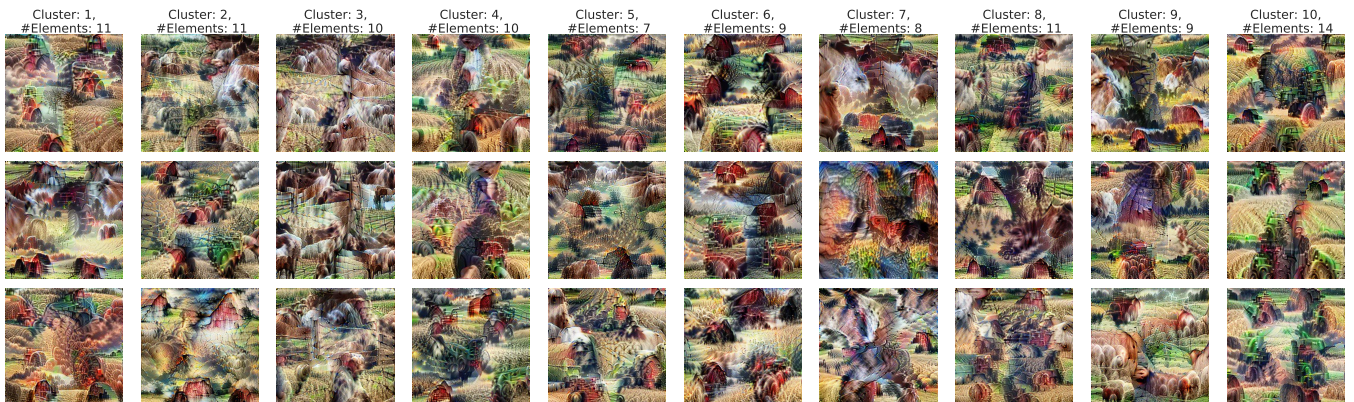 Cluster: 1,
#Elements: 11
Cluster: 2,
#Elements: 11
Cluster: 3,
#Elements: 10
Cluster: 4,
#Elements: 10
Cluster: 5,
#Elements: 7
Cluster: 6,
#Elements: 9
Cluster: 7,
#Elements: 8
Cluster: 8,
#Elements: 11
Cluster: 9,
#Elements: 9
Cluster: 10,
#Elements: 14